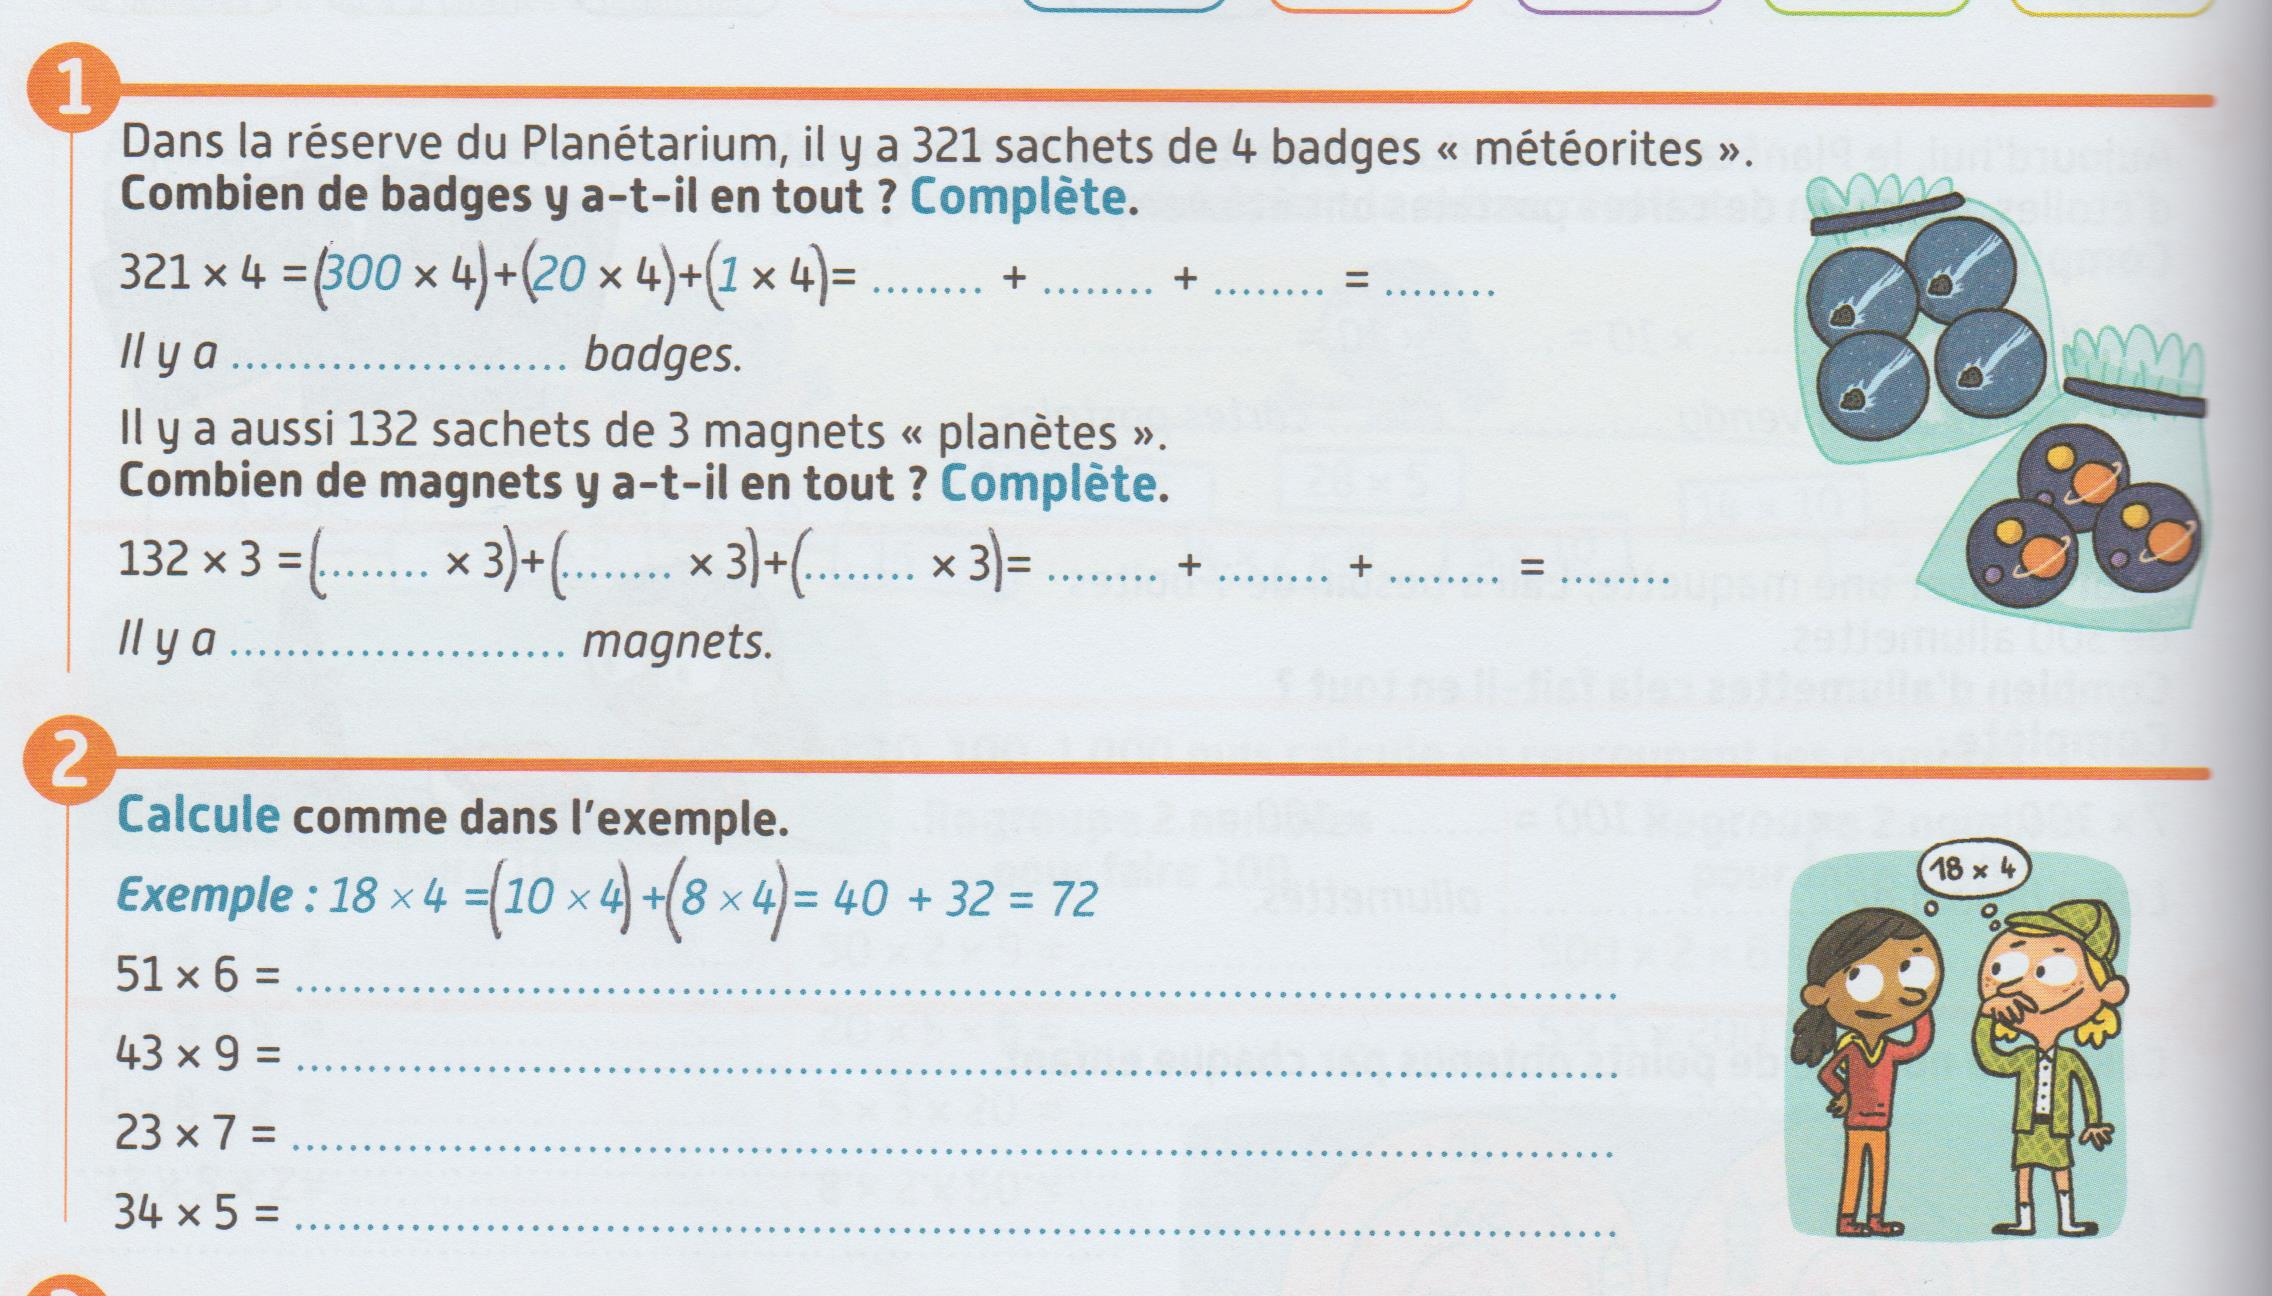 1
Dans la réserve du Planétarium, il y a 321 sachets de 4 badges « météorites ».
Combien de badges y a-t-il en tout ? Complète.
321 × 4 = (300 × 4)+(20 × 4)+(1 × 4)= ........ + ........ + ........ = ........
Il y a ........................ badges.
Il y a aussi 132 sachets de 3 magnets « planètes ».
Combien de magnets y a-t-il en tout ? Complète.
132 × 3 = (........ × 3)+(........ × 3)+(........ × 3)= ........ + ........ + ........ = ........
Il y a ........................ magnets.
2
Calcule comme dans l'exemple.
Exemple : 18 × 4 =(10 × 4) +(8 × 4)= 40 + 32 = 72
18 × 4
51 × 6 = ........................
43 × 9 = ........................
23 × 7 = ........................
34 × 5 = ........................